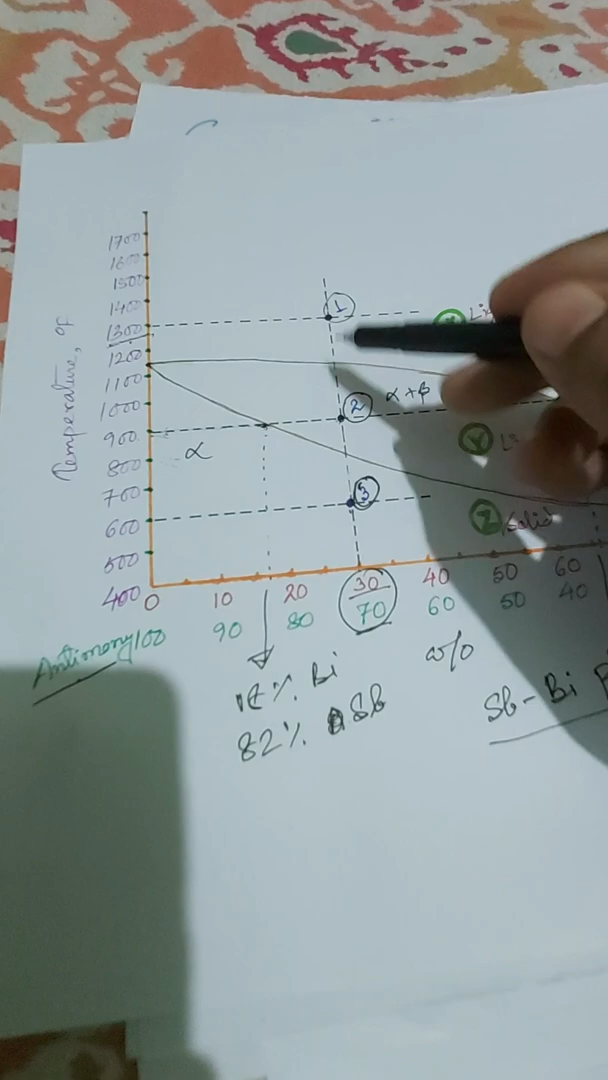 1700
1600
1500
1400
1300
1200
1100
1000
900
800
700
600
500
400
Temperature, of
1
2
3
α+β
α
Solid
0 10 20 30 40 50 60
Antimony 100 90 80 70 60 50 40
% Bi
82% Sb
w/o
Sb-Bi